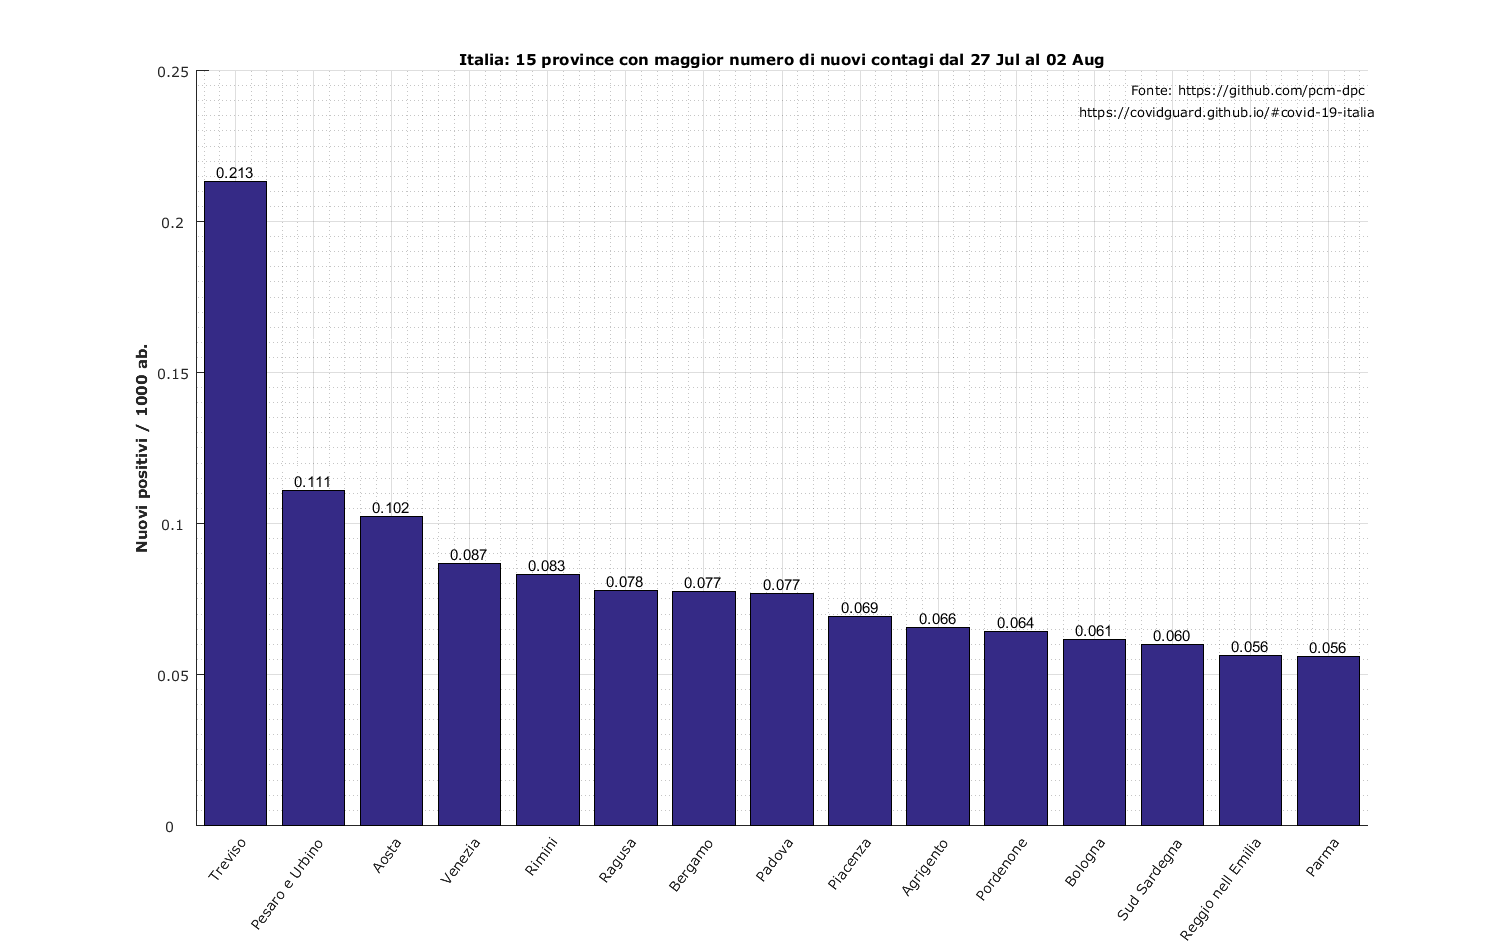 Italia: 15 province con maggior numero di nuovi contagi dal 27 Jul al 02 Aug
Fonte: https://github.com/pcm-dpc
https://covidguard.github.io/#covid-19-italia
Nuovi positivi / 1000 ab.
0.25
0.2
0.15
0.1
0.05
0
0.213
0.111
0.102
0.087
0.083
0.078
0.077
0.077
0.069
0.066
0.064
0.061
0.060
0.056
0.056
Treviso
Pesaro e Urbino
Aosta
Venezia
Rimini
Ragusa
Bergamo
Padova
Piacenza
Agrigento
Pordenone
Bologna
Sud Sardegna
Reggio nell Emilia
Parma